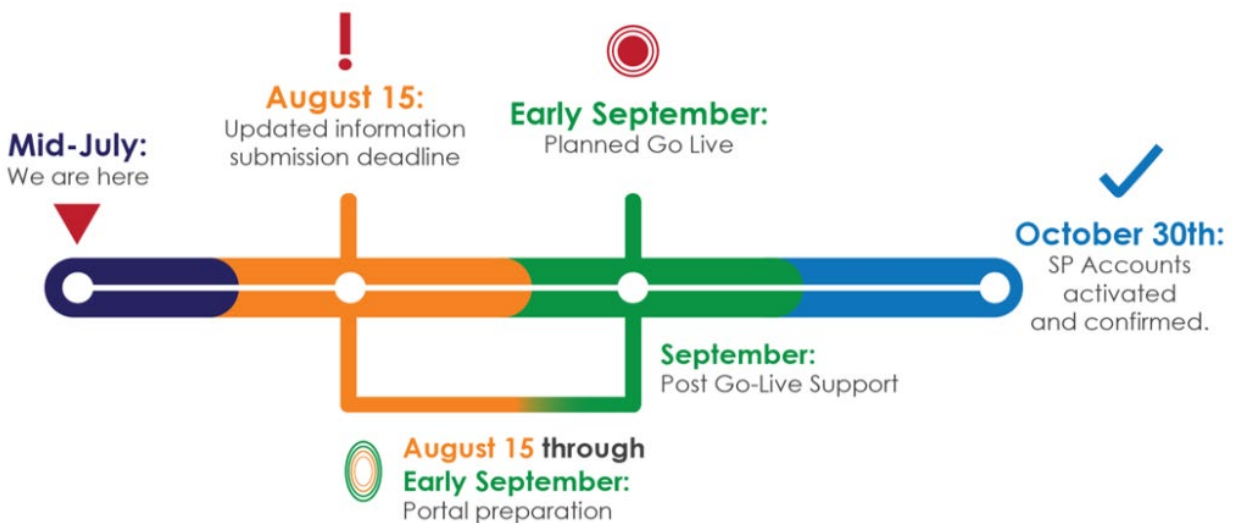 Mid-July:
We are here
August 15:
Updated information
submission deadline
Early September:
Planned Go Live
October 30th:
SP Accounts
activated
and confirmed.
September:
Post Go-Live Support
August 15 through
Early September:
Portal preparation